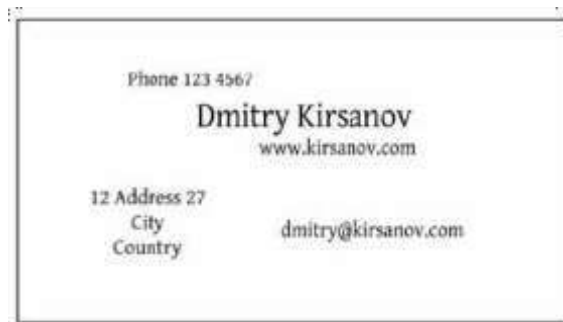 Phone 123 4567
Dmitry Kirsanov
www.kirsanov.com
12 Address 27
City
Country
dmitry@kirsanov.com